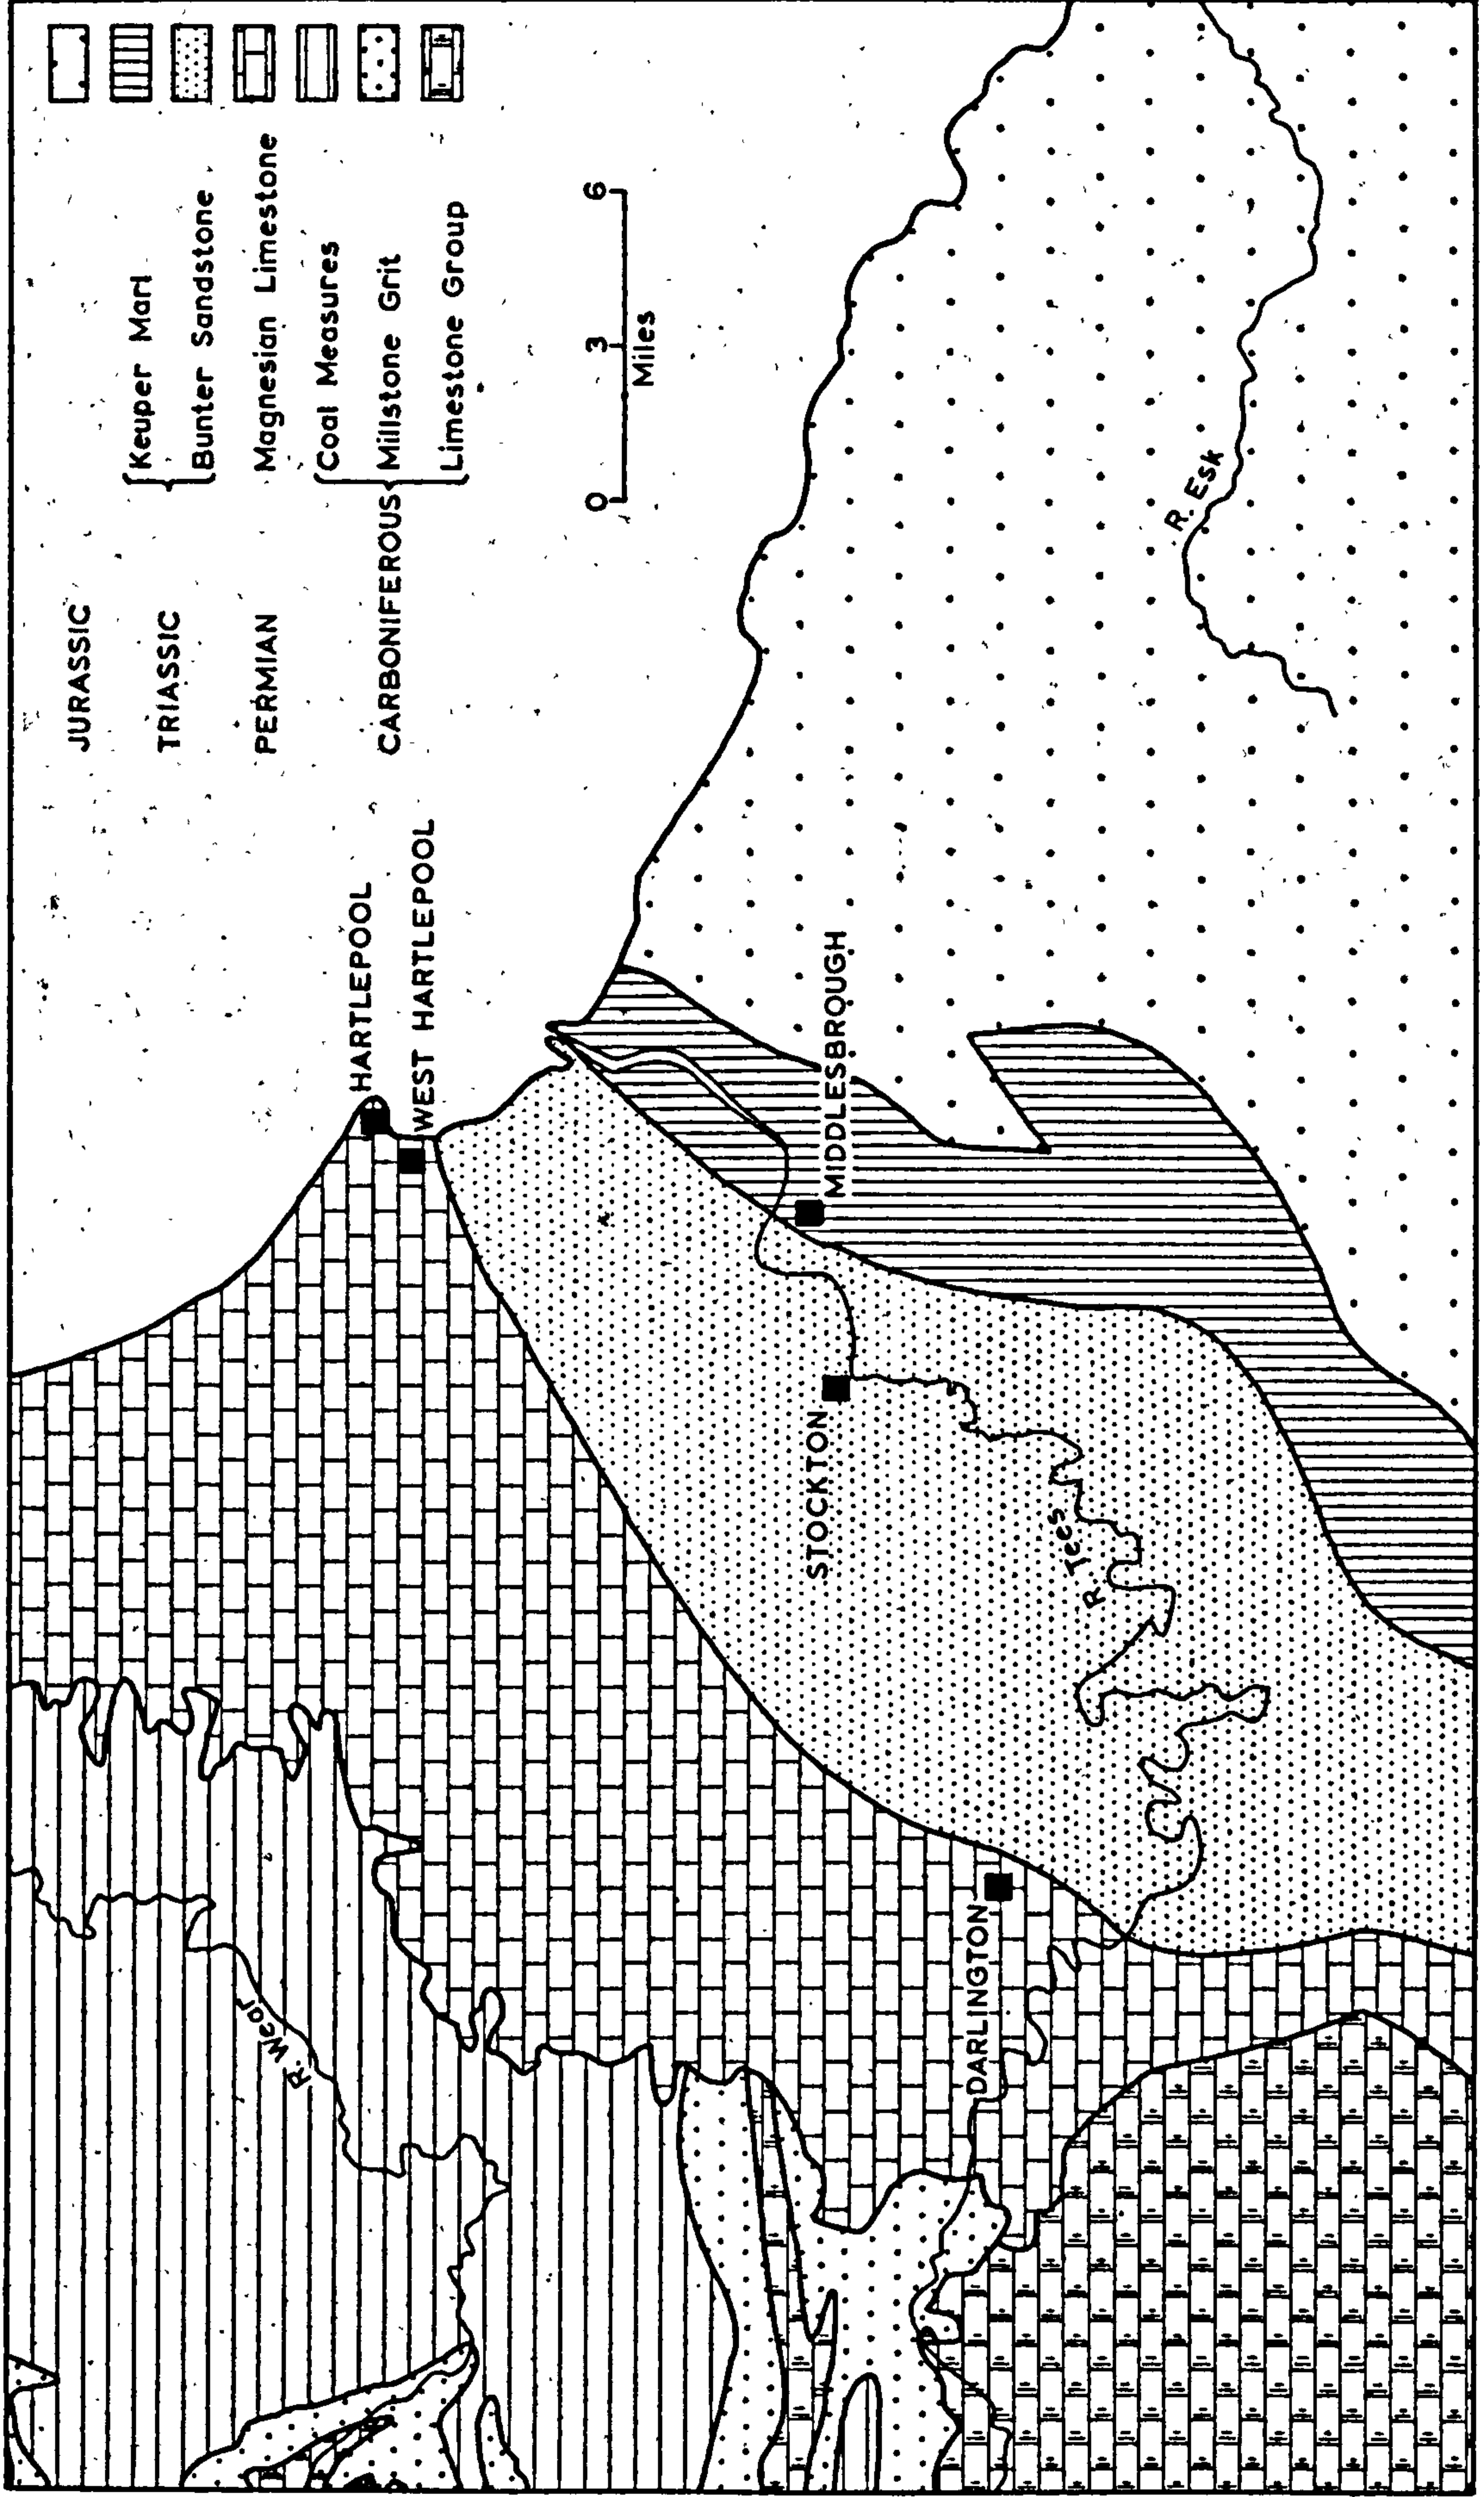 JURASSIC
TRIASSIC
Keuper Marl
Bunter Sandstone
PERMIAN
Magnesian Limestone
CARBONIFEROUS
Coal Measures
Millstone Grit
Limestone Group
0 3 6
Miles
HARTLEPOOL
WEST HARTLEPOOL
R. Wear
MIDDLESBROUGH
STOCKTON
R. Tees
DARLINGTON
R. Esk